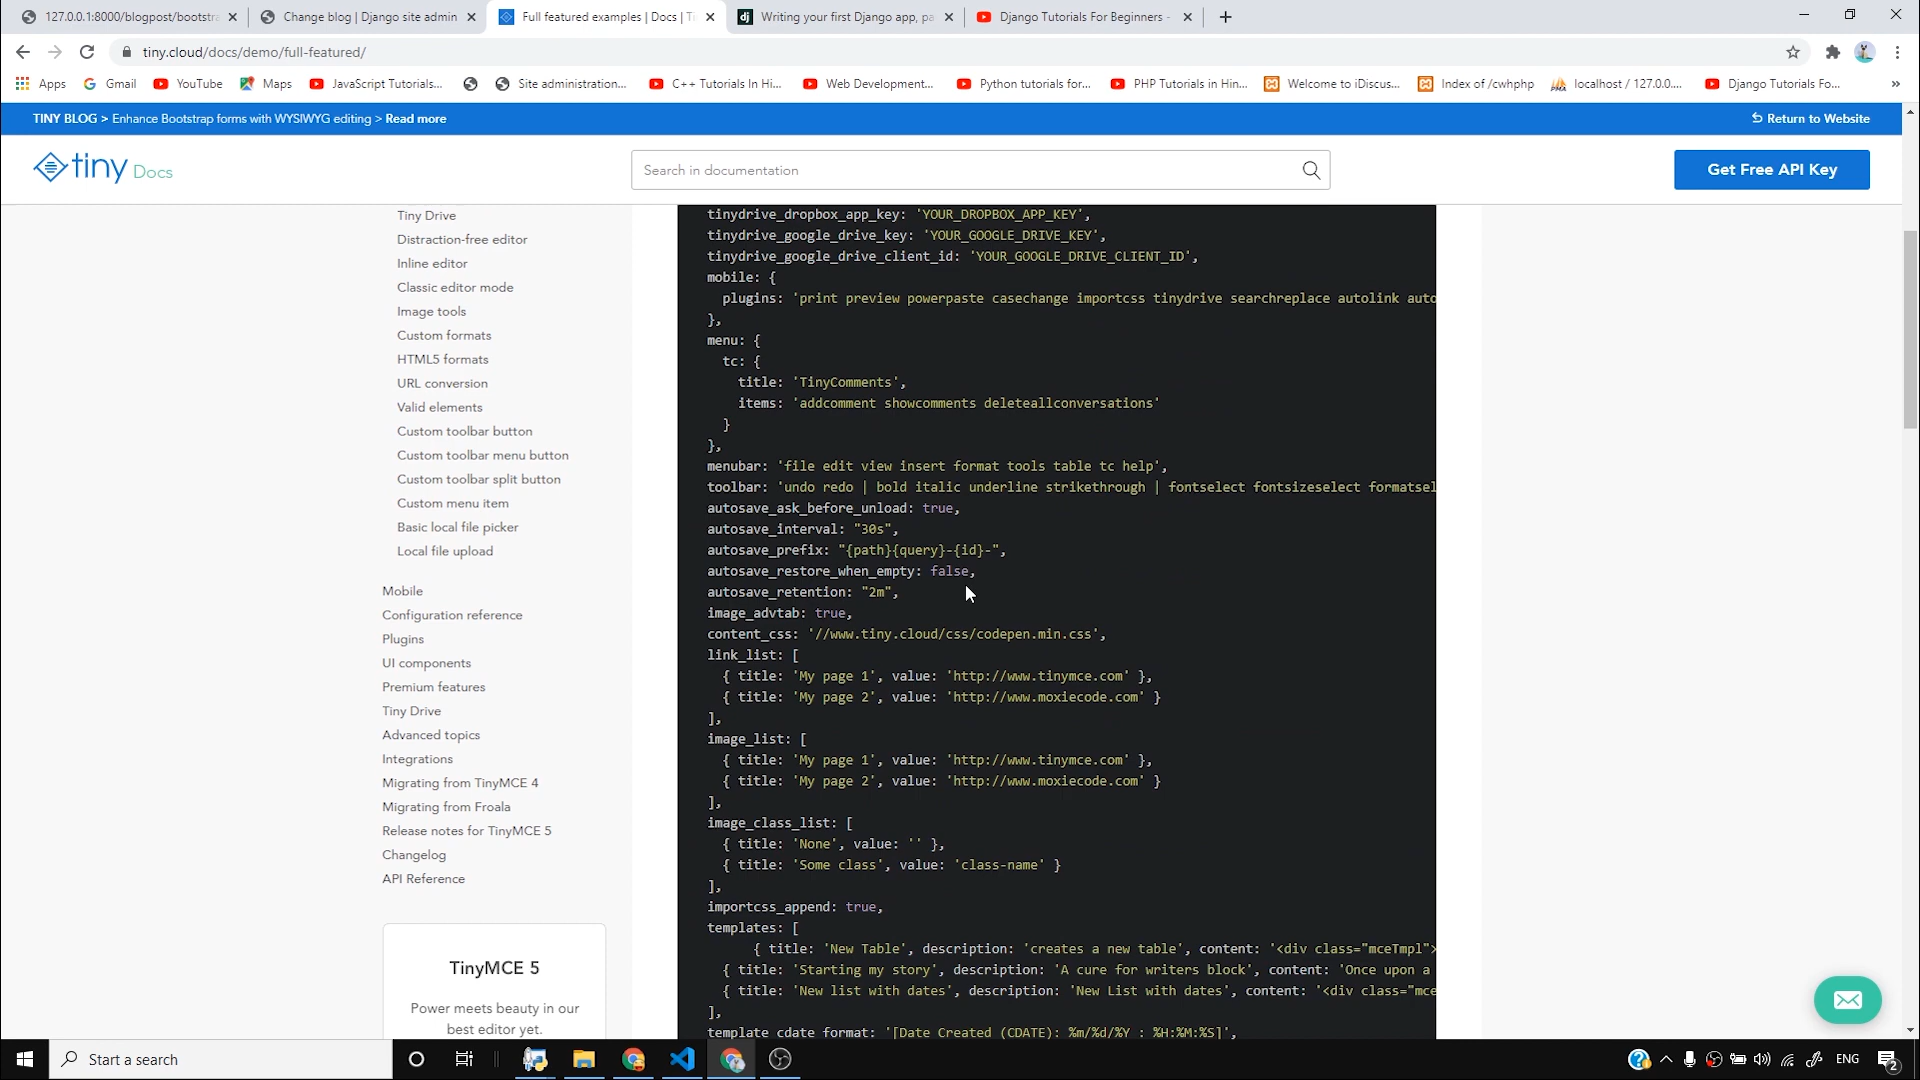 127.0.0.1:8000/blogpost/bootstra
Change blog | Django site admin
Full featured examples | Docs | Ti
Writing your first Django app, pa
Django Tutorials For Beginners -
tiny.cloud/docs/demo/full-featured/
Apps
Gmail
YouTube
Maps
JavaScript Tutorials...
Site administration...
C++ Tutorials In Hi...
Web Development...
Python tutorials for...
PHP Tutorials in Hin...
Welcome to iDiscus...
Index of /cwhphp
localhost / 127.0.0....
Django Tutorials Fo...
TINY BLOG > Enhance Bootstrap forms with WYSIWYG editing > Read more
Return to Website
tiny Docs
Search in documentation
Get Free API Key
Tiny Drive
Distraction-free editor
Inline editor
Classic editor mode
Image tools
Custom formats
HTML5 formats
URL conversion
Valid elements
Custom toolbar button
Custom toolbar menu button
Custom toolbar split button
Custom menu item
Basic local file picker
Local file upload
Mobile
Configuration reference
Plugins
UI components
Premium features
Tiny Drive
Advanced topics
Integrations
Migrating from TinyMCE 4
Migrating from Froala
Release notes for TinyMCE 5
Changelog
API Reference
TinyMCE 5
Power meets beauty in our
best editor yet.
tinydrive_dropbox_app_key: 'YOUR_DROPBOX_APP_KEY',
tinydrive_google_drive_key: 'YOUR_GOOGLE_DRIVE_KEY',
tinydrive_google_drive_client_id: 'YOUR_GOOGLE_DRIVE_CLIENT_ID',
mobile: {
plugins: 'print preview powerpaste casechange importcss tinydrive searchreplace autolink auto
},
menu: {
tc: {
title: 'TinyComments',
items: 'addcomment showcomments deleteallconversations'
}
},
menubar: 'file edit view insert format tools table tc help',
toolbar: 'undo redo | bold italic underline strikethrough | fontselect fontsizeselect formatsel
autosave_ask_before_unload: true,
autosave_interval: "30s",
autosave_prefix: "{path}{query}-{id}-",
autosave_restore_when_empty: false,
autosave_retention: "2m",
image_advtab: true,
content_css: '//www.tiny.cloud/css/codepen.min.css',
link_list: [
{ title: 'My page 1', value: 'http://www.tinymce.com' },
{ title: 'My page 2', value: 'http://www.moxiecode.com' }
],
image_list: [
{ title: 'My page 1', value: 'http://www.tinymce.com' },
{ title: 'My page 2', value: 'http://www.moxiecode.com' }
],
image_class_list: [
{ title: 'None', value: '' },
{ title: 'Some class', value: 'class-name' }
],
importcss_append: true,
templates: [
{ title: 'New Table', description: 'creates a new table', content: '<div class="mceTmpl">
{ title: 'Starting my story', description: 'A cure for writers block', content: 'Once upon a
{ title: 'New list with dates', description: 'New List with dates', content: '<div class="mce
],
template_cdate_format: '[Date Created (CDATE): %m/%d/%Y : %H:%M:%S]',
Start a search
ENG
2